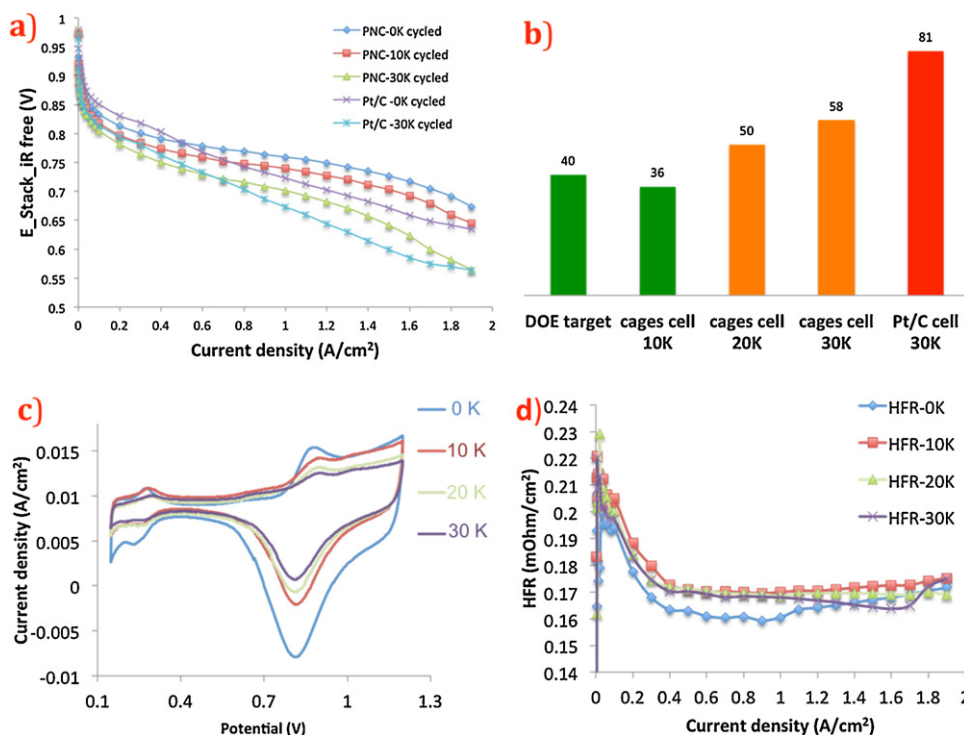 a)
E_Stack_iR free (V)
1
0.95
0.9
0.85
0.8
0.75
0.7
0.65
0.6
0.55
0.5
0.2 0.4 0.6 0.8 1 1.2 1.4 1.6 1.8 2
Current density (A/cm²)
PNC-0K cycled
PNC-10K cycled
PNC-30K cycled
Pt/C -0K cycled
Pt/C -30K cycled
b)
40
36
50
58
81
DOE target
cages cell 10K
cages cell 20K
cages cell 30K
Pt/C cell 30K
c)
Current density (A/cm²)
0.02
0.015
0.01
0.005
0
-0.005
-0.01
0.1 0.4 0.7 1 1.3
Potential (V)
0 K
10 K
20 K
30 K
d)
HFR (mOhm/cm²)
0.24
0.23
0.22
0.21
0.2
0.19
0.18
0.17
0.16
0.15
0.14
0 0.2 0.4 0.6 0.8 1 1.2 1.4 1.6 1.8 2
Current density (A/cm²)
HFR-0K
HFR-10K
HFR-20K
HFR-30K